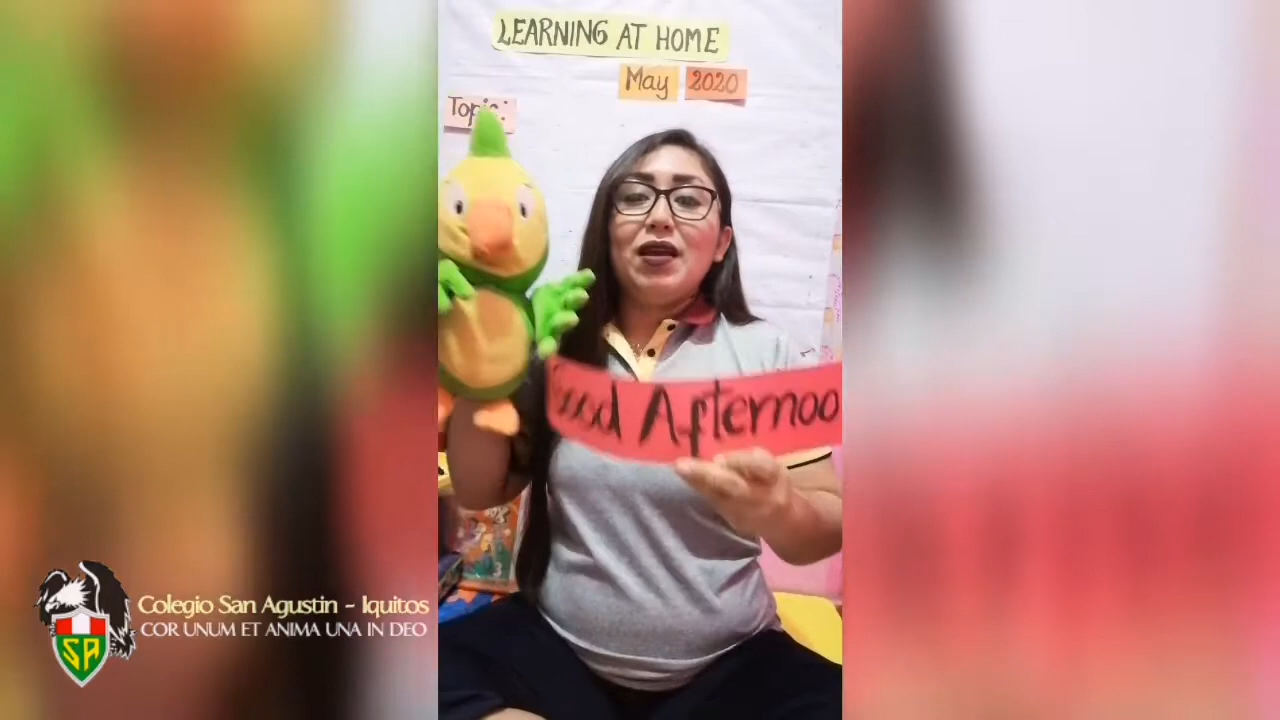 LEARNING AT HOME
May 2020
Topic:
Good Afternoo
Colegio San Agustin - Iquitos
COR UNUM ET ANIMA UNA IN DEO
SA